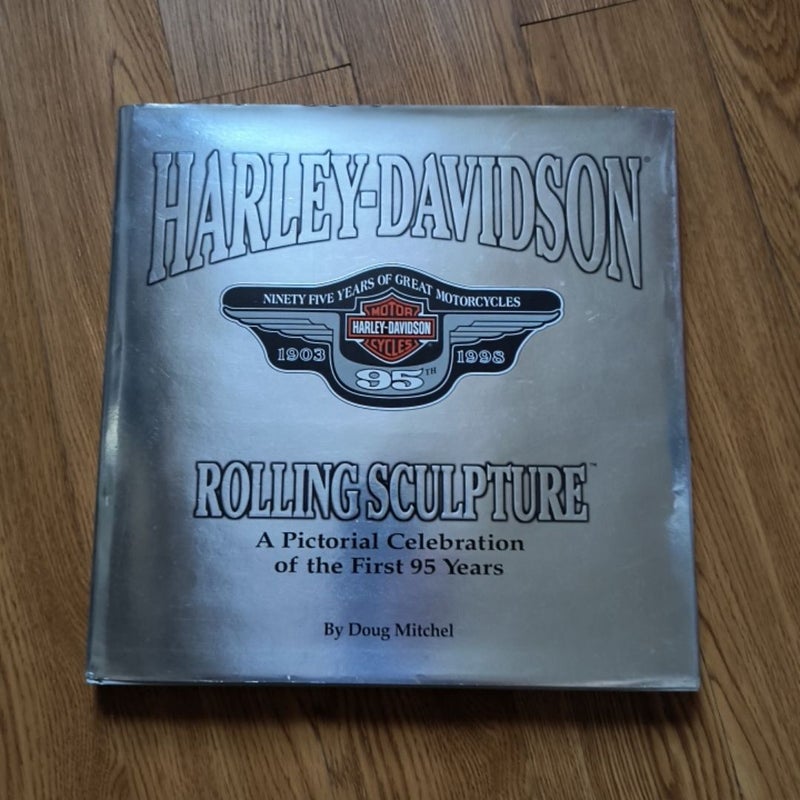 HARLEY-DAVIDSON®
NINETY FIVE YEARS OF GREAT MOTORCYCLES
MOTOR
HARLEY-DAVIDSON
CYCLES
1903 1998
95TH
ROLLING SCULPTURE™
A Pictorial Celebration
of the First 95 Years
By Doug Mitchel